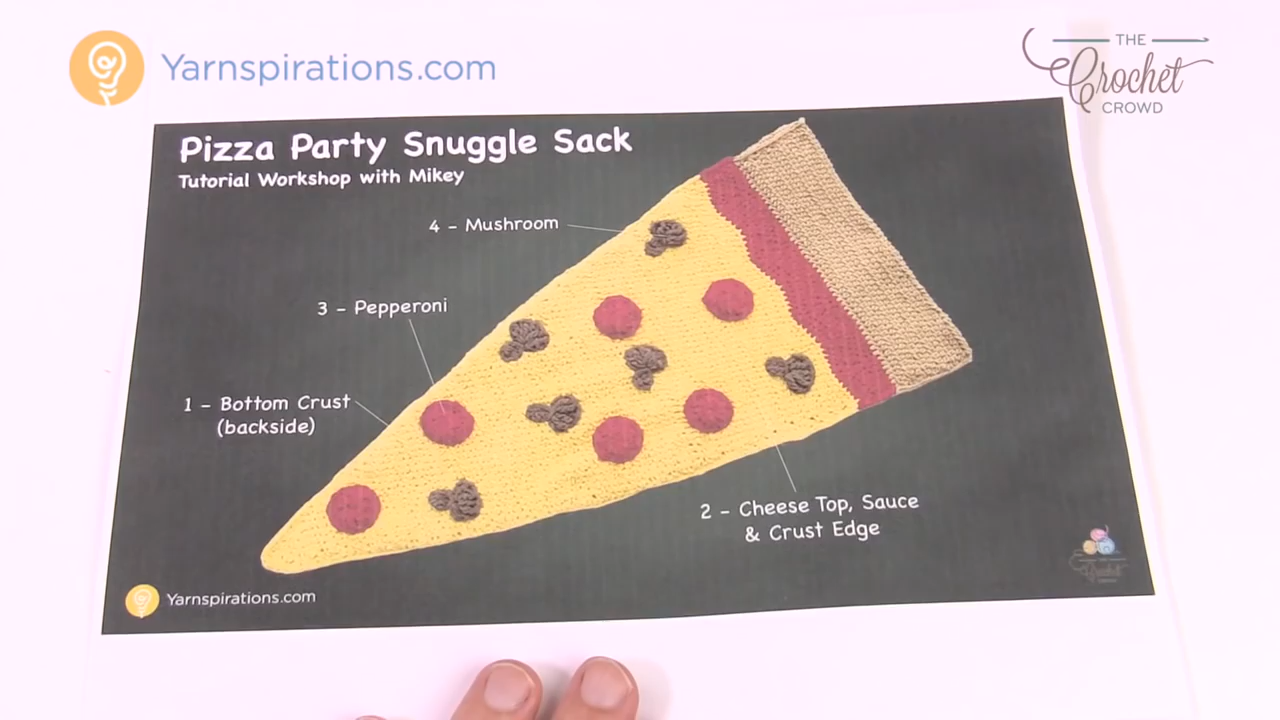 Yarnspirations.com
THE
Crochet
CROWD
Pizza Party Snuggle Sack
Tutorial Workshop with Mikey
4 - Mushroom
3 - Pepperoni
1 - Bottom Crust
(backside)
2 - Cheese Top, Sauce
& Crust Edge
Yarnspirations.com
Crochet